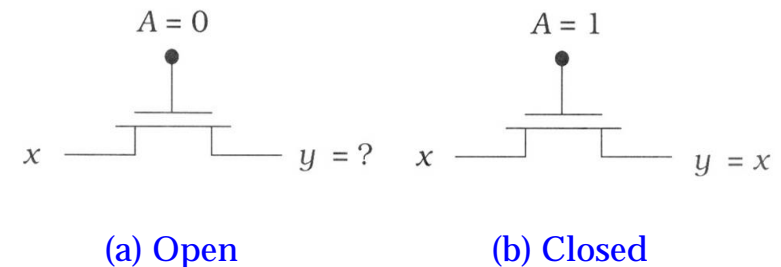 A = 0
A = 1
x
y = ?
x
y = x
(a) Open
(b) Closed